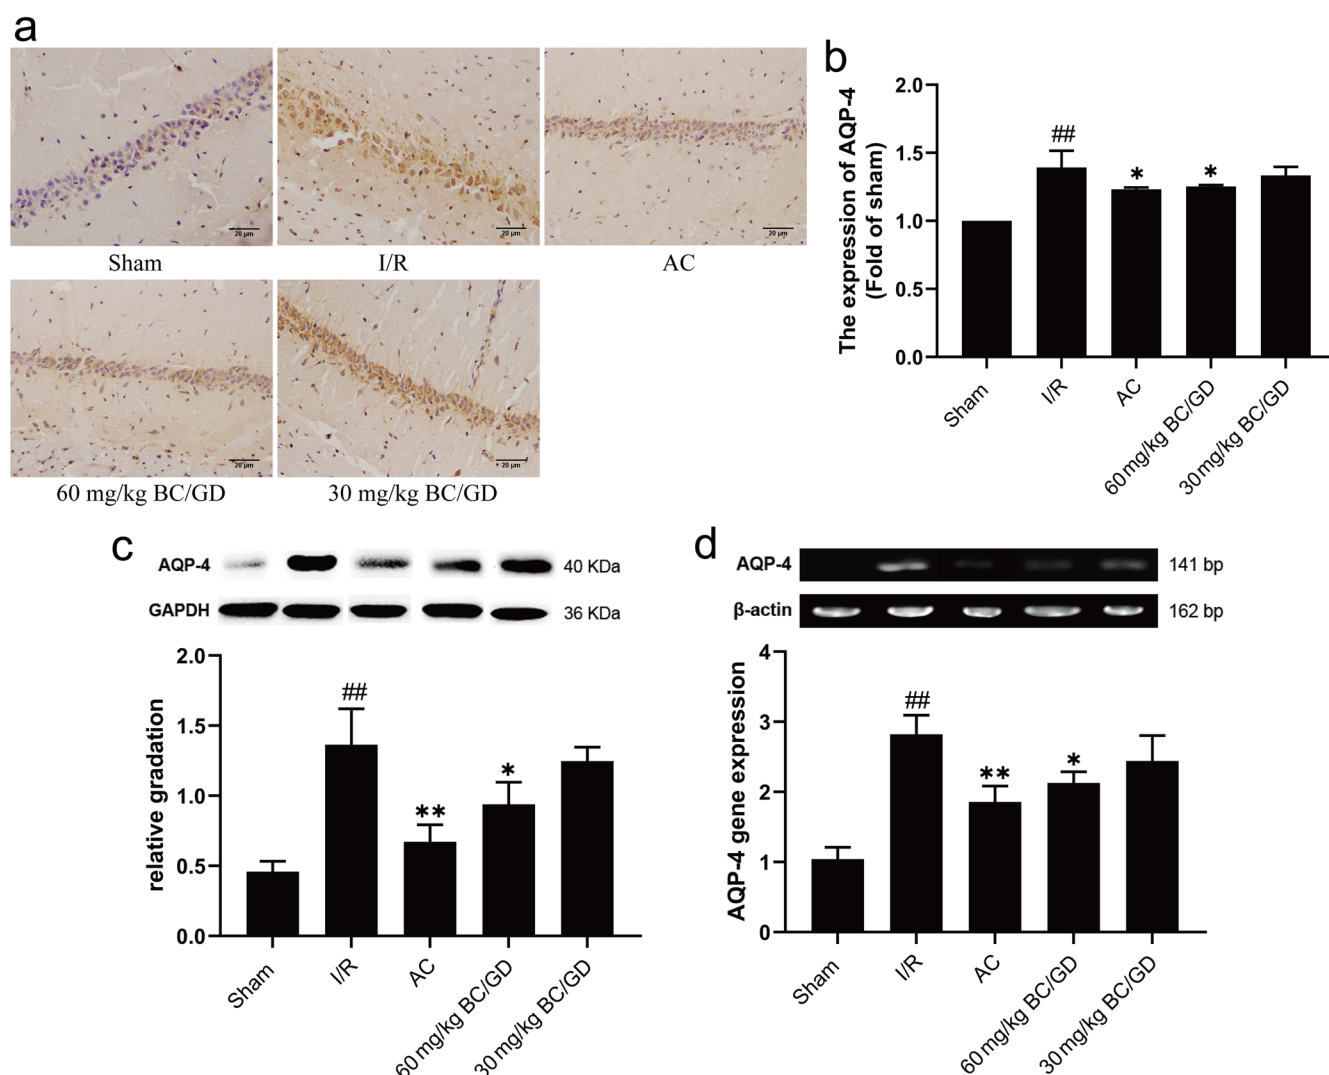 a
20 μm
20 μm
20 μm
Sham
I/R
AC
20 μm
20 μm
60 mg/kg BC/GD
30 mg/kg BC/GD
b
The expression of AQP-4
(Fold of sham)
2.0
1.5
1.0
0.5
0.0
##
*
*
Sham
I/R
AC
60 mg/kg BC/GD
30 mg/kg BC/GD
c
AQP-4
40 KDa
GAPDH
36 KDa
relative gradation
2.0
1.5
1.0
0.5
0.0
##
**
*
Sham
I/R
AC
60 mg/kg BC/GD
30 mg/kg BC/GD
d
AQP-4
141 bp
β-actin
162 bp
AQP-4 gene expression
4
3
2
1
0
##
**
*
Sham
I/R
AC
60 mg/kg BC/GD
30 mg/kg BC/GD